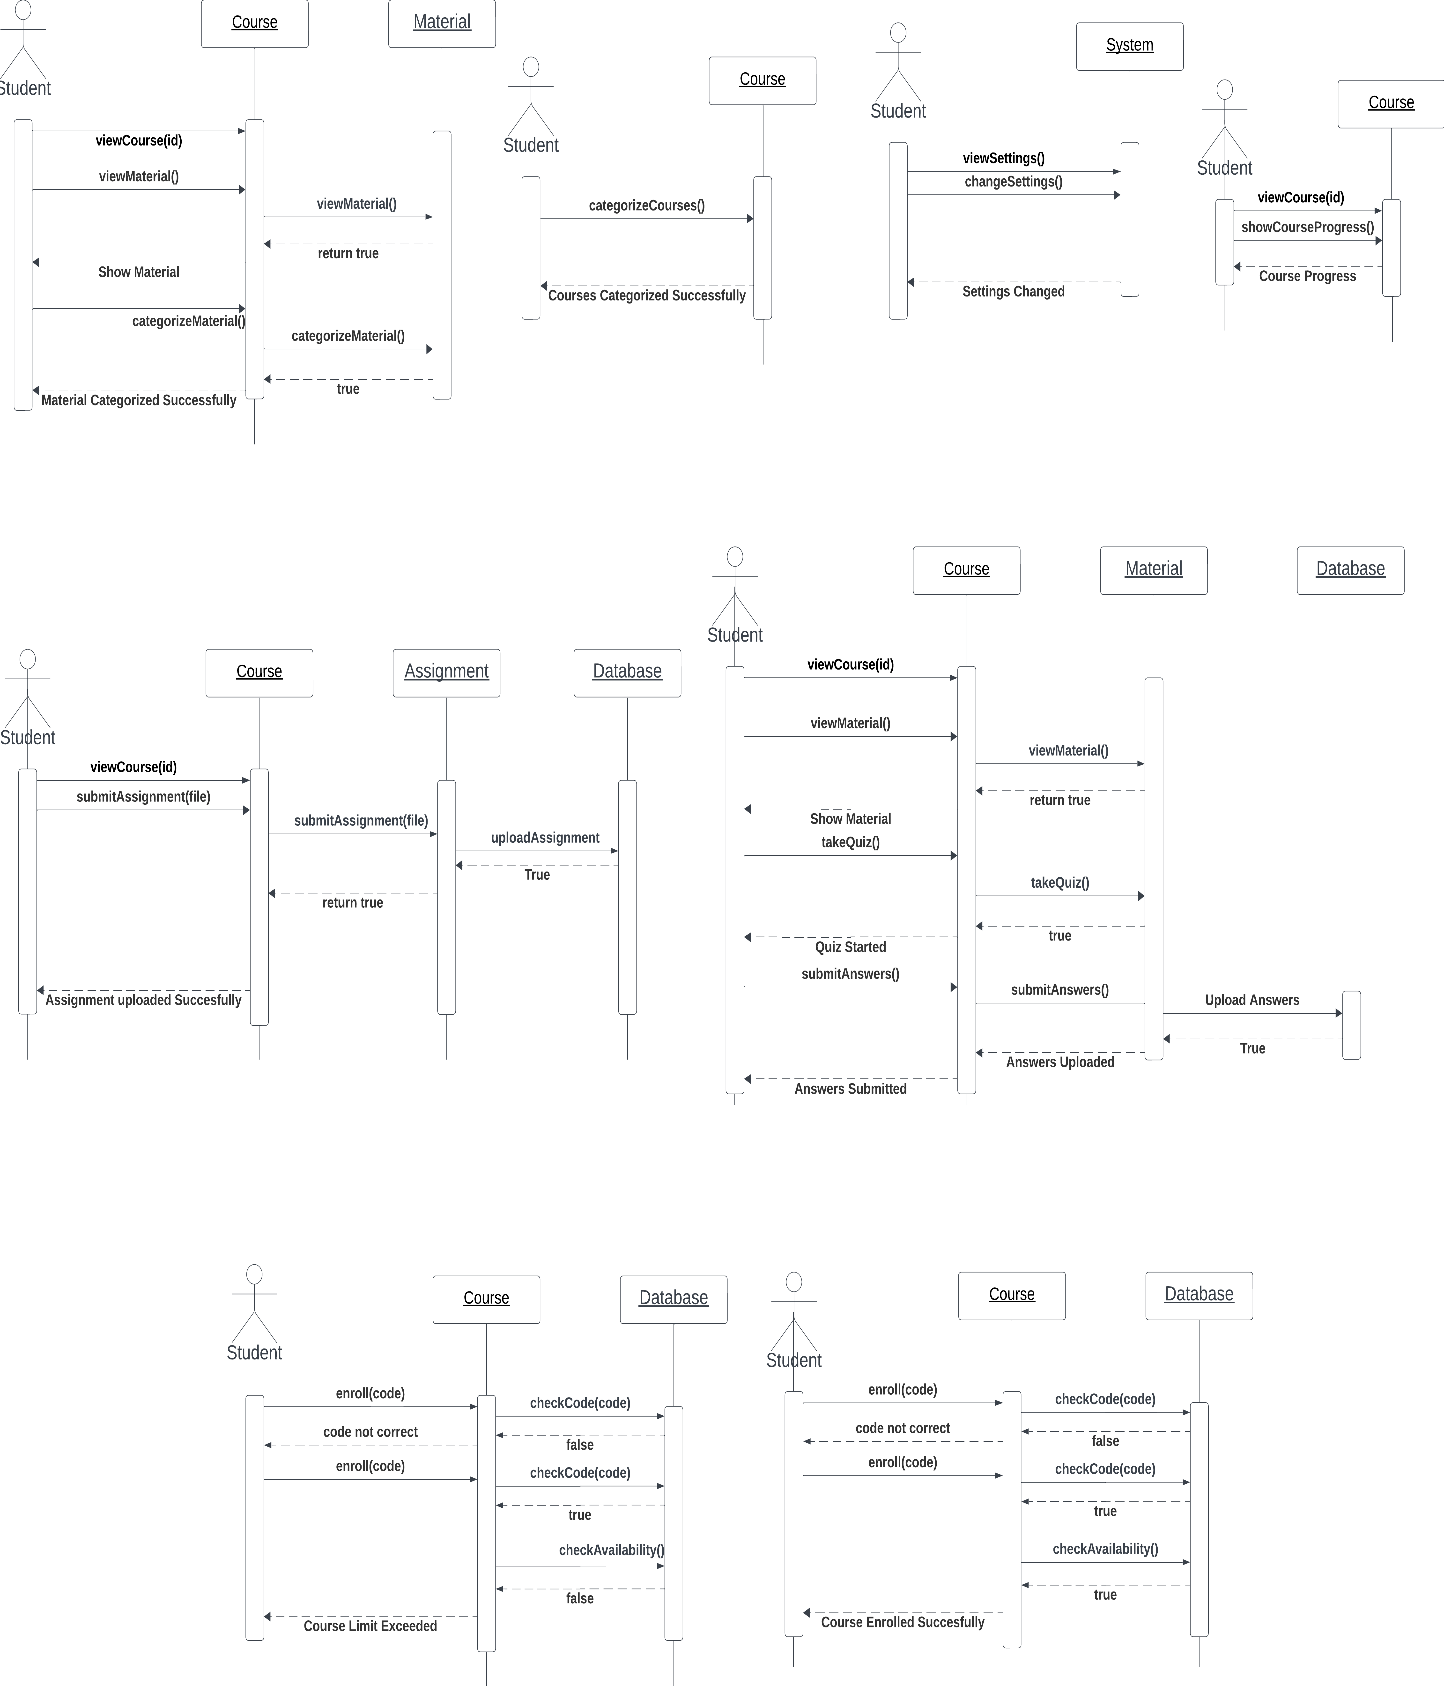 Course
Material
Student
viewCourse(id)
viewMaterial()
viewMaterial()
return true
Show Material
categorizeMaterial()
categorizeMaterial()
true
Material Categorized Successfully
Course
Student
categorizeCourses()
Courses Categorized Successfully
System
Student
viewSettings()
changeSettings()
Settings Changed
Course
Student
viewCourse(id)
showCourseProgress()
Course Progress
Course
Assignment
Database
Student
viewCourse(id)
submitAssignment(file)
submitAssignment(file)
uploadAssignment
True
return true
Assignment uploaded Succesfully
Course
Material
Database
Student
viewCourse(id)
viewMaterial()
viewMaterial()
return true
Show Material
takeQuiz()
takeQuiz()
true
Quiz Started
submitAnswers()
submitAnswers()
Upload Answers
True
Answers Uploaded
Answers Submitted
Course
Database
Student
enroll(code)
checkCode(code)
code not correct
false
enroll(code)
checkCode(code)
true
checkAvailability()
false
Course Limit Exceeded
Course
Database
Student
enroll(code)
checkCode(code)
code not correct
false
enroll(code)
checkCode(code)
true
checkAvailability()
true
Course Enrolled Succesfully